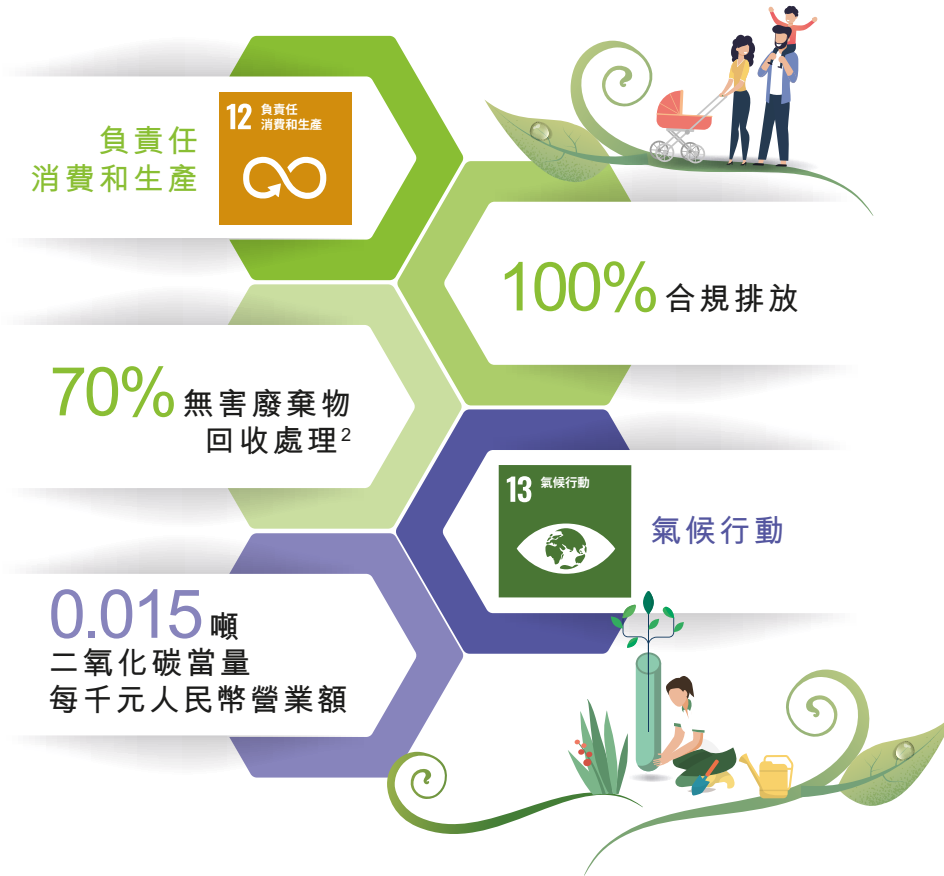 負責任
消費和生產
12 負責任
消費和生產
100% 合規排放
70% 無害廢棄物
回收處理²
13 氣候行動
氣候行動
0.015 噸
二氧化碳當量
每千元人民幣營業額